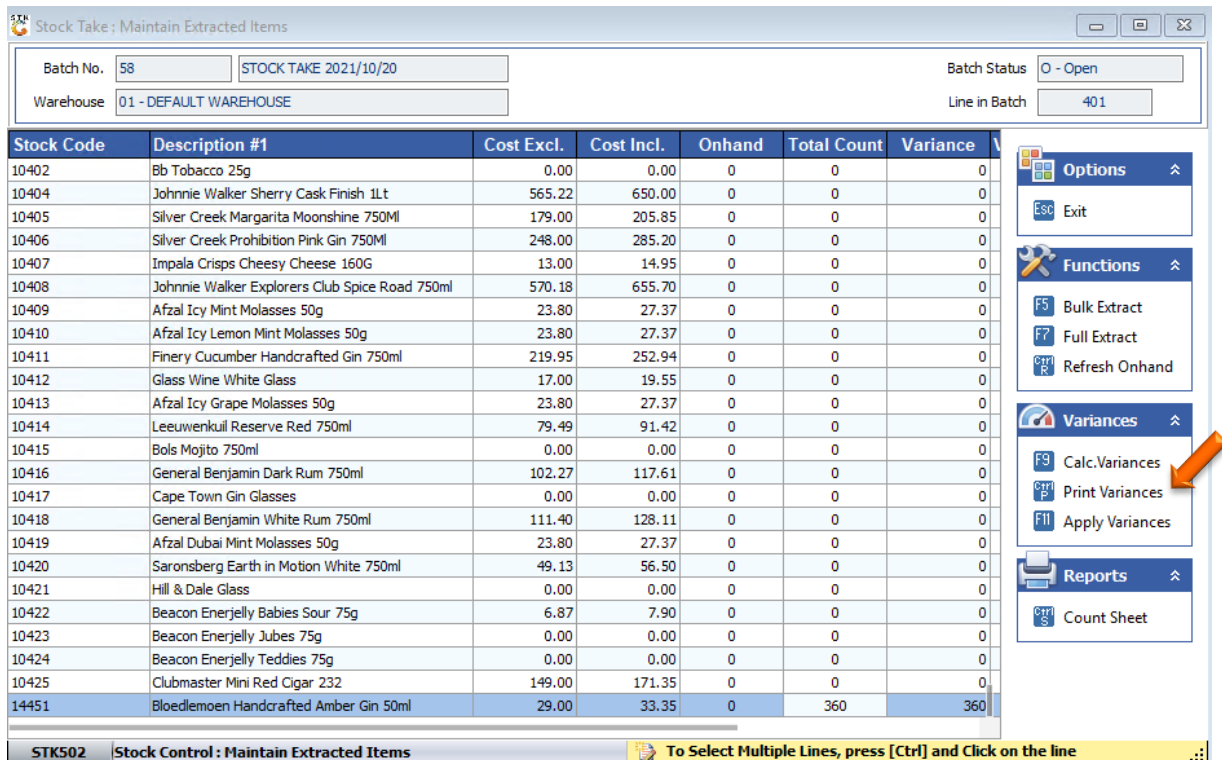 STK Stock Take ; Maintain Extracted Items
Batch No. 58 STOCK TAKE 2021/10/20 Batch Status O - Open
Warehouse 01 - DEFAULT WAREHOUSE Line in Batch 401
Stock Code Description #1 Cost Excl. Cost Incl. Onhand Total Count Variance
10402 Bb Tobacco 25g 0.00 0.00 0 0 0
10404 Johnnie Walker Sherry Cask Finish 1Lt 565.22 650.00 0 0 0
10405 Silver Creek Margarita Moonshine 750Ml 179.00 205.85 0 0 0
10406 Silver Creek Prohibition Pink Gin 750Ml 248.00 285.20 0 0 0
10407 Impala Crisps Cheesy Cheese 160G 13.00 14.95 0 0 0
10408 Johnnie Walker Explorers Club Spice Road 750ml 570.18 655.70 0 0 0
10409 Afzal Icy Mint Molasses 50g 23.80 27.37 0 0 0
10410 Afzal Icy Lemon Mint Molasses 50g 23.80 27.37 0 0 0
10411 Finery Cucumber Handcrafted Gin 750ml 219.95 252.94 0 0 0
10412 Glass Wine White Glass 17.00 19.55 0 0 0
10413 Afzal Icy Grape Molasses 50g 23.80 27.37 0 0 0
10414 Leeuwenkuil Reserve Red 750ml 79.49 91.42 0 0 0
10415 Bols Mojito 750ml 0.00 0.00 0 0 0
10416 General Benjamin Dark Rum 750ml 102.27 117.61 0 0 0
10417 Cape Town Gin Glasses 0.00 0.00 0 0 0
10418 General Benjamin White Rum 750ml 111.40 128.11 0 0 0
10419 Afzal Dubai Mint Molasses 50g 23.80 27.37 0 0 0
10420 Saronsberg Earth in Motion White 750ml 49.13 56.50 0 0 0
10421 Hill & Dale Glass 0.00 0.00 0 0 0
10422 Beacon Enerjelly Babies Sour 75g 6.87 7.90 0 0 0
10423 Beacon Enerjelly Jubes 75g 0.00 0.00 0 0 0
10424 Beacon Enerjelly Teddies 75g 0.00 0.00 0 0 0
10425 Clubmaster Mini Red Cigar 232 149.00 171.35 0 0 0
14451 Bloedlemoen Handcrafted Amber Gin 50ml 29.00 33.35 0 360 360
Options
Esc Exit
Functions
F5 Bulk Extract
F7 Full Extract
Ctrl R Refresh Onhand
Variances
F9 Calc.Variances
Ctrl P Print Variances
F11 Apply Variances
Reports
Ctrl S Count Sheet
STK502 Stock Control : Maintain Extracted Items To Select Multiple Lines, press [Ctrl] and Click on the line